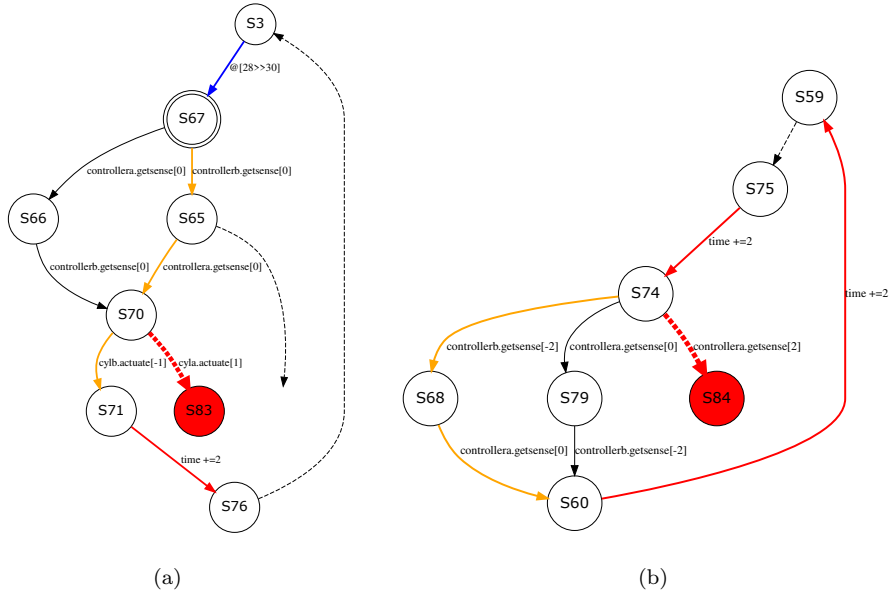 S3
@[28>>30]
S67
controllera.getsense[0]
controllerb.getsense[0]
S66
S65
controllerb.getsense[0]
controllera.getsense[0]
S70
cylb.actuate[-1]
cyla.actuate[1]
S71
S83
time +=2
S76
(a)
S59
S75
time +=2
S74
time +=2
controllerb.getsense[-2]
controllera.getsense[0]
controllera.getsense[2]
S68
S79
S84
controllera.getsense[0]
controllerb.getsense[-2]
S60
(b)